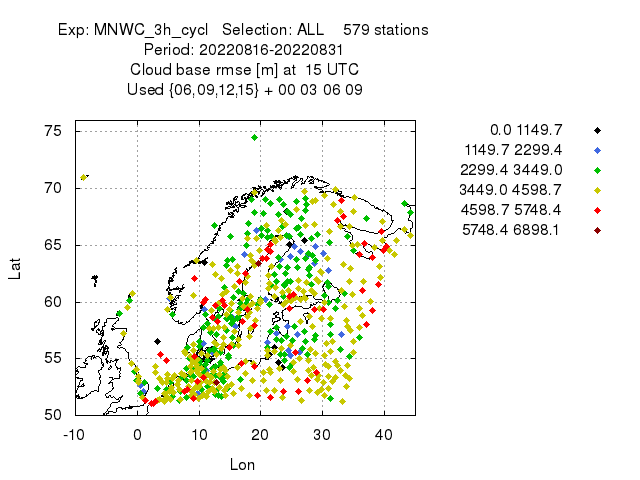 Exp: MNWC_3h_cycl   Selection: ALL    579 stations
Period: 20220816-20220831
Cloud base rmse [m] at  15 UTC
Used {06,09,12,15} + 00 03 06 09
0.0 1149.7
1149.7 2299.4
2299.4 3449.0
3449.0 4598.7
4598.7 5748.4
5748.4 6898.1
75
70
65
60
55
50
Lat
-10 0 10 20 30 40
Lon